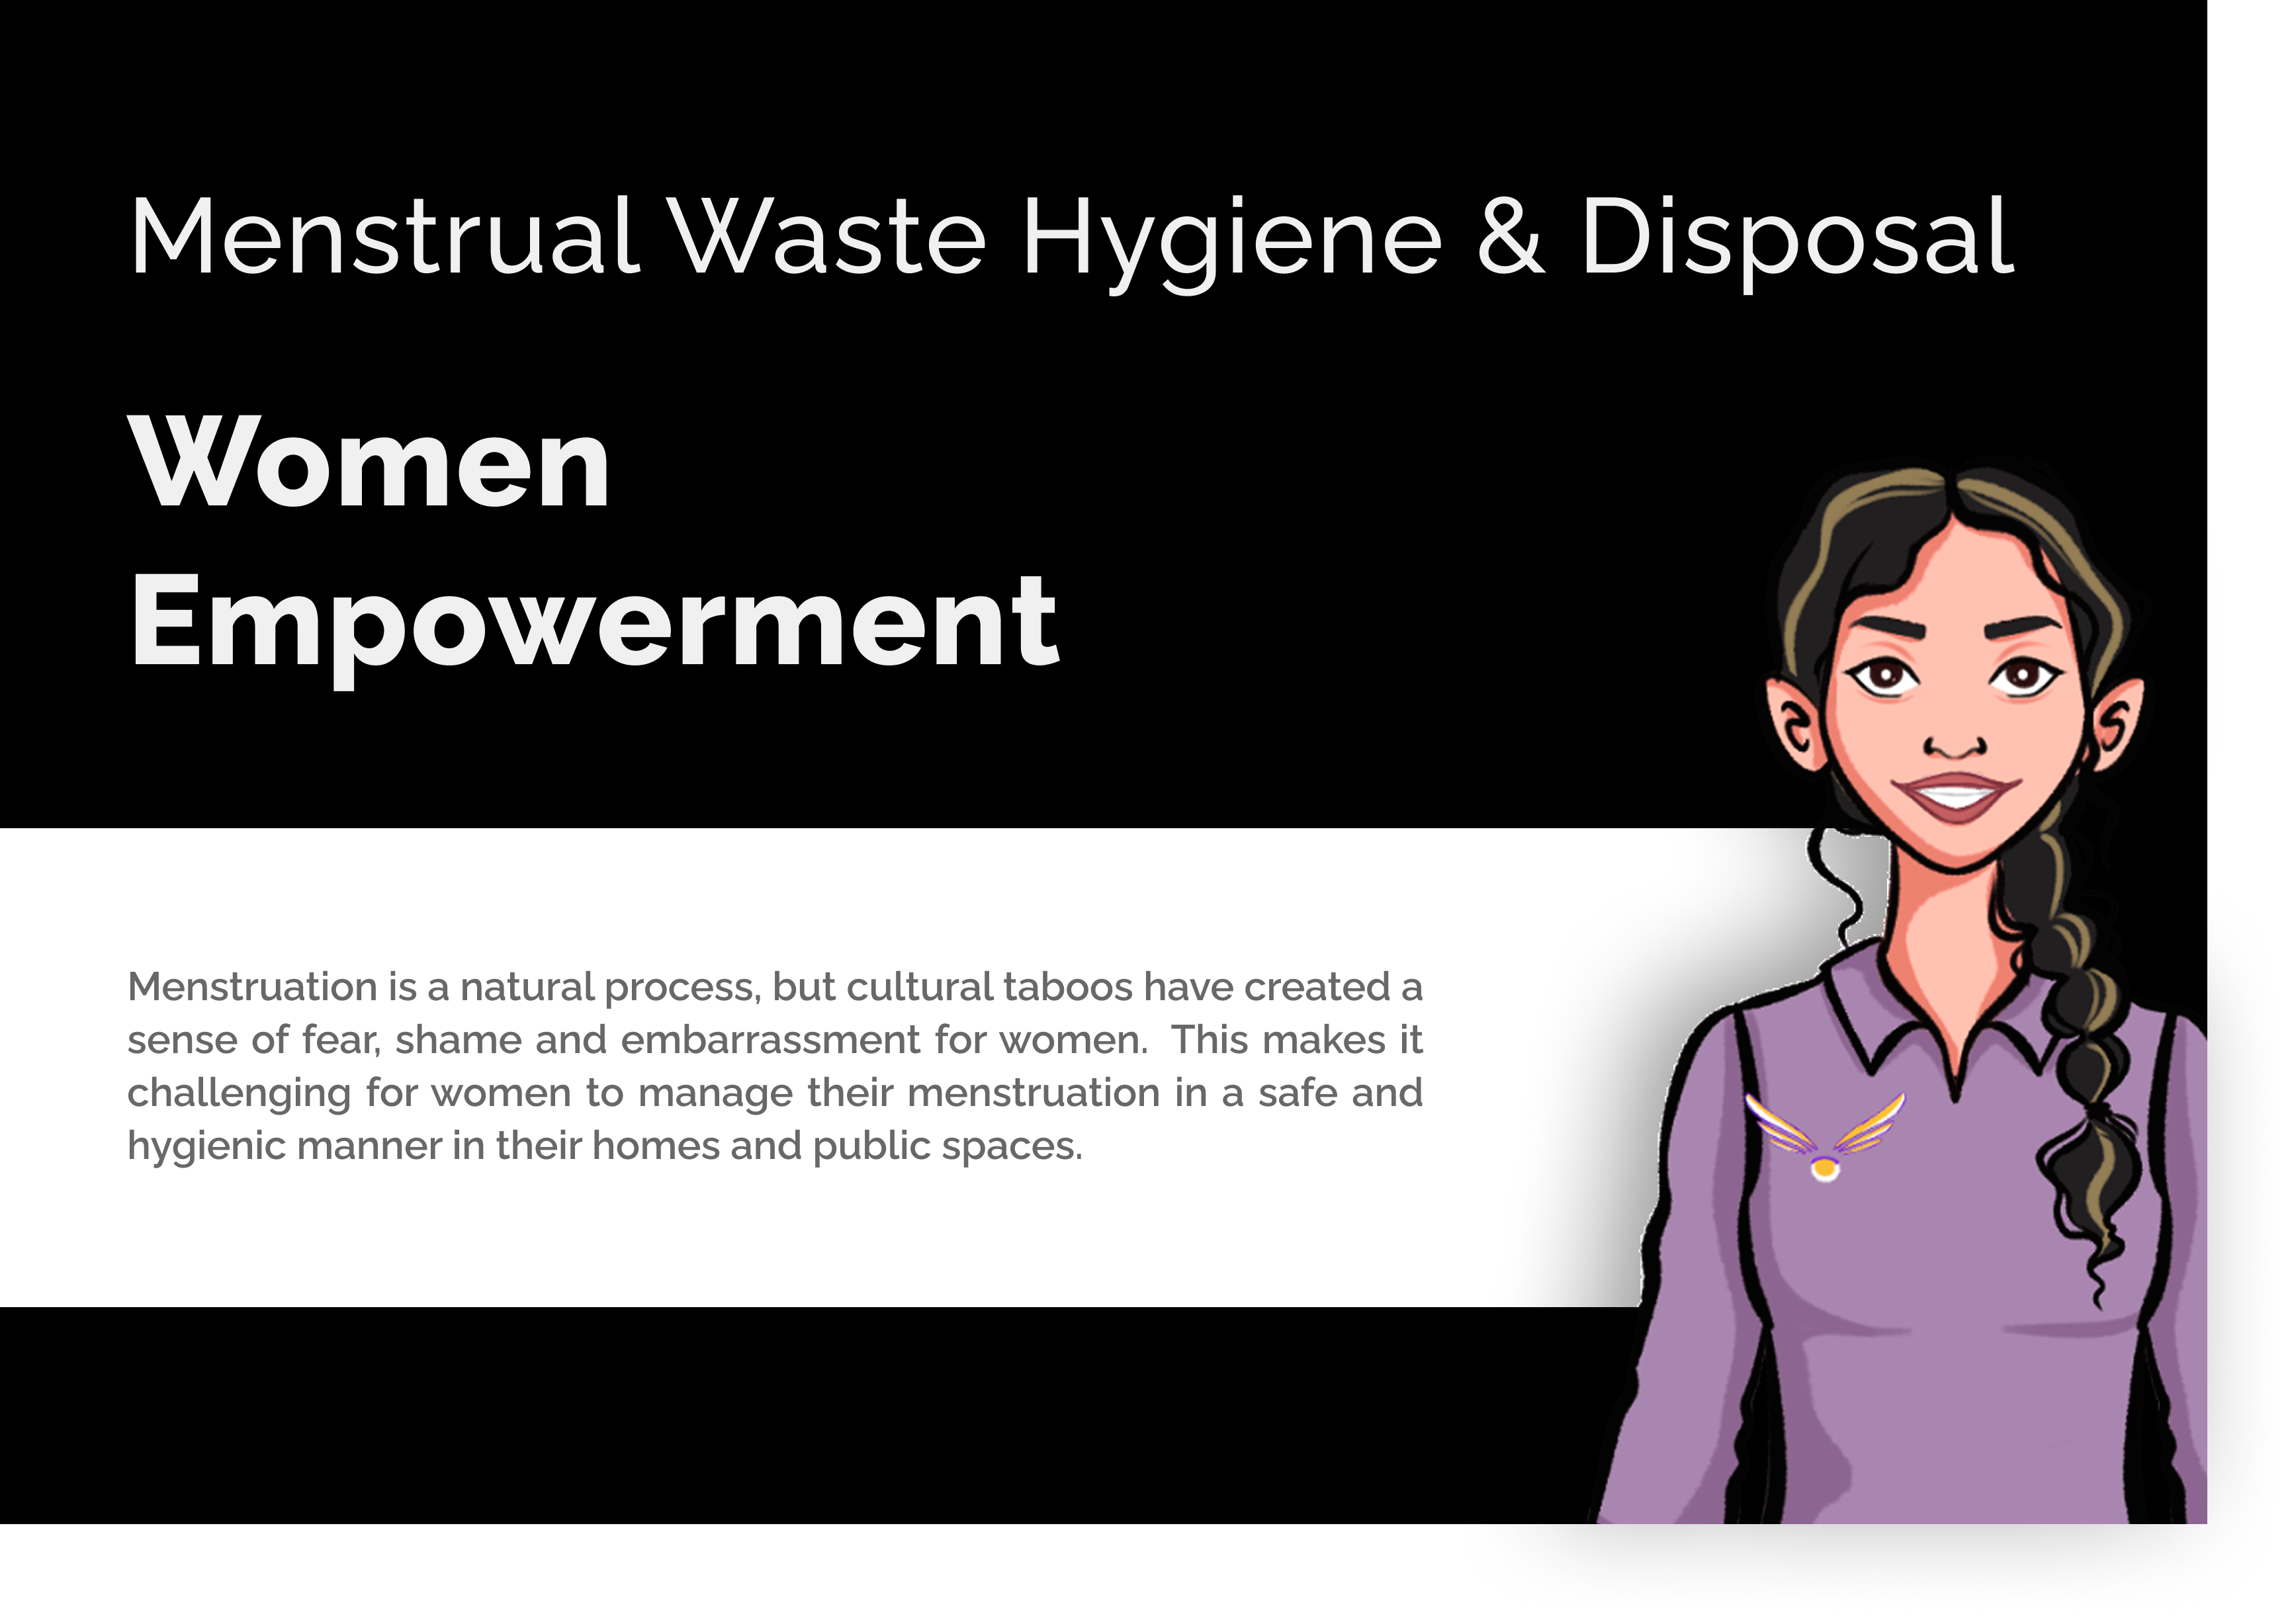 Menstrual Waste Hygiene & Disposal
Women
Empowerment
Menstruation is a natural process, but cultural taboos have created a
sense of fear, shame and embarrassment for women. This makes it
challenging for women to manage their menstruation in a safe and
hygienic manner in their homes and public spaces.